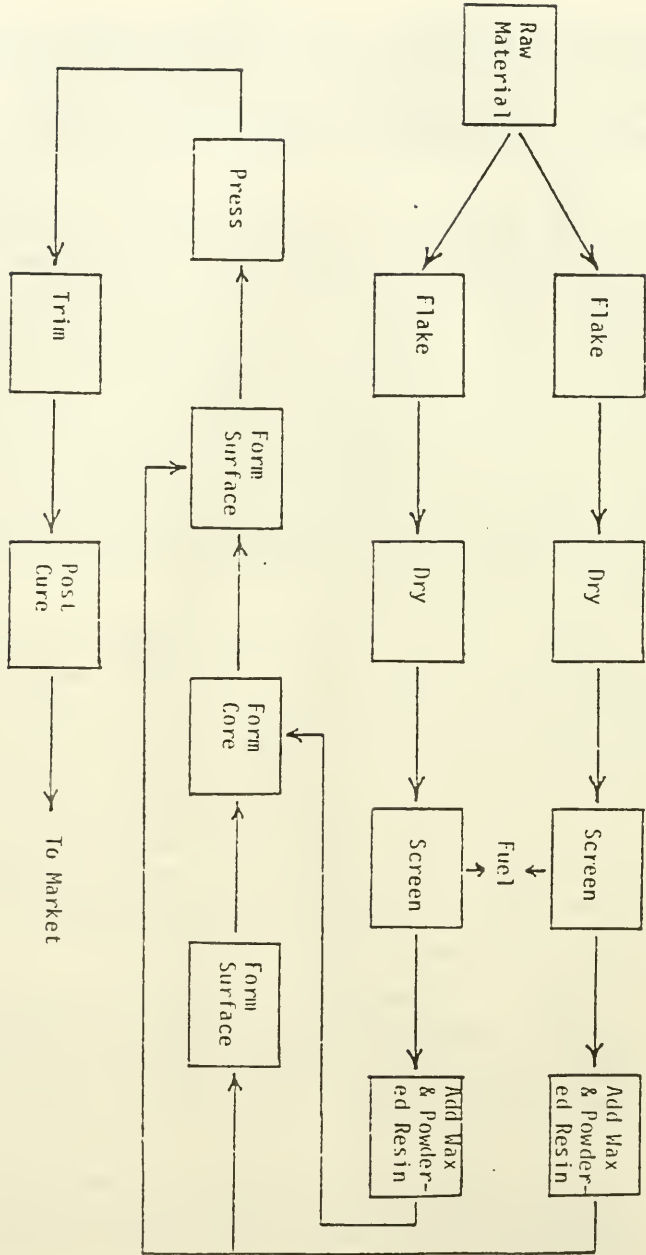 Raw
Material
Flake
Dry
Screen
Add Wax
& Powder-
ed Resin
Fuel
Flake
Dry
Screen
Add Wax
& Powder-
ed Resin
Press
Form
Surface
Form
Core
Form
Surface
Trim
Post
Cure
To Market